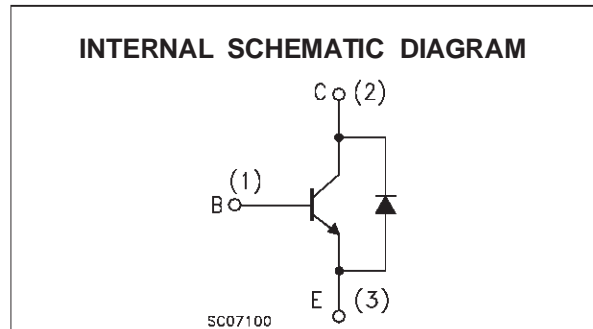 INTERNAL SCHEMATIC DIAGRAM
C (2)
(1)
B
E (3)
SC07100